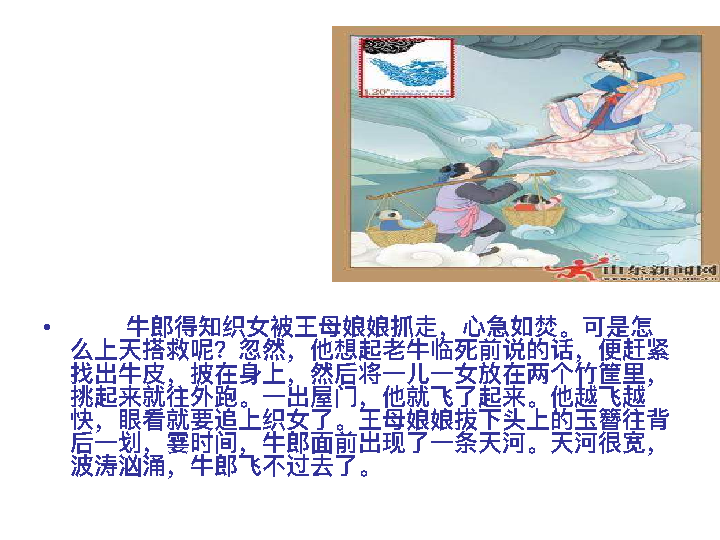 1.20
山东新闻网
• 牛郎得知织女被王母娘娘抓走，心急如焚。可是怎
么上天搭救呢？忽然，他想起老牛临死前说的话，便赶紧
找出牛皮，披在身上，然后将一儿一女放在两个竹筐里，
挑起来就往外跑。一出屋门，他就飞了起来。他越飞越
快，眼看就要追上织女了。王母娘娘拔下头上的玉簪往背
后一划，霎时间，牛郎面前出现了一条天河。天河很宽，
波涛汹涌，牛郎飞不过去了。